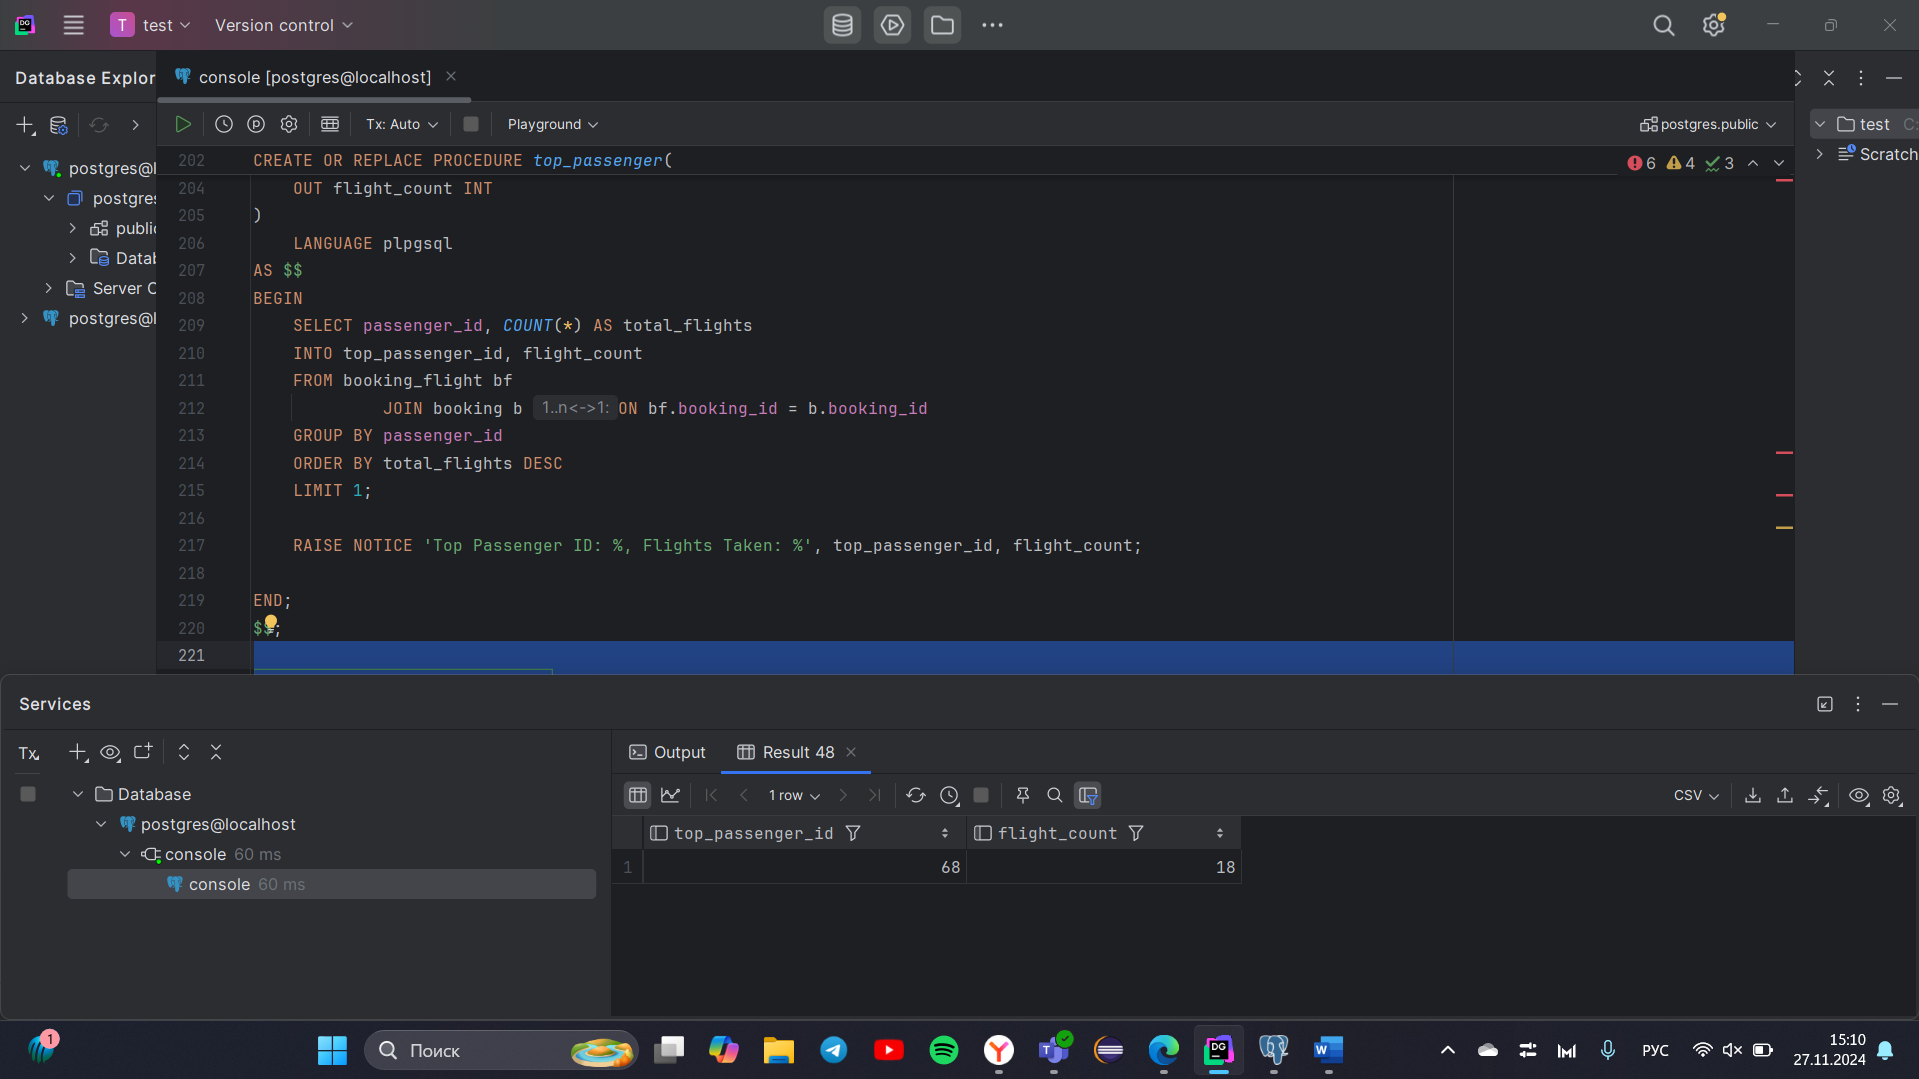 T test Version control
Database Explor
console [postgres@localhost]
Tx: Auto Playground postgres.public
test C:
Scratch
postgres@l
postgres
public
Datab
Server O
postgres@l
6 4 3
202 CREATE OR REPLACE PROCEDURE top_passenger(
204 OUT flight_count INT
205 )
206 LANGUAGE plpgsql
207 AS $$
208 BEGIN
209 SELECT passenger_id, COUNT(*) AS total_flights
210 INTO top_passenger_id, flight_count
211 FROM booking_flight bf
212 JOIN booking b 1..n<->1: ON bf.booking_id = b.booking_id
213 GROUP BY passenger_id
214 ORDER BY total_flights DESC
215 LIMIT 1;
216
217 RAISE NOTICE 'Top Passenger ID: %, Flights Taken: %', top_passenger_id, flight_count;
218
219 END;
220 $$;
221
Services
Tx
Database
postgres@localhost
console 60 ms
console 60 ms
Output Result 48
1 row CSV
top_passenger_id flight_count
1 68 18
1
Поиск
DG
РУС
15:10
27.11.2024